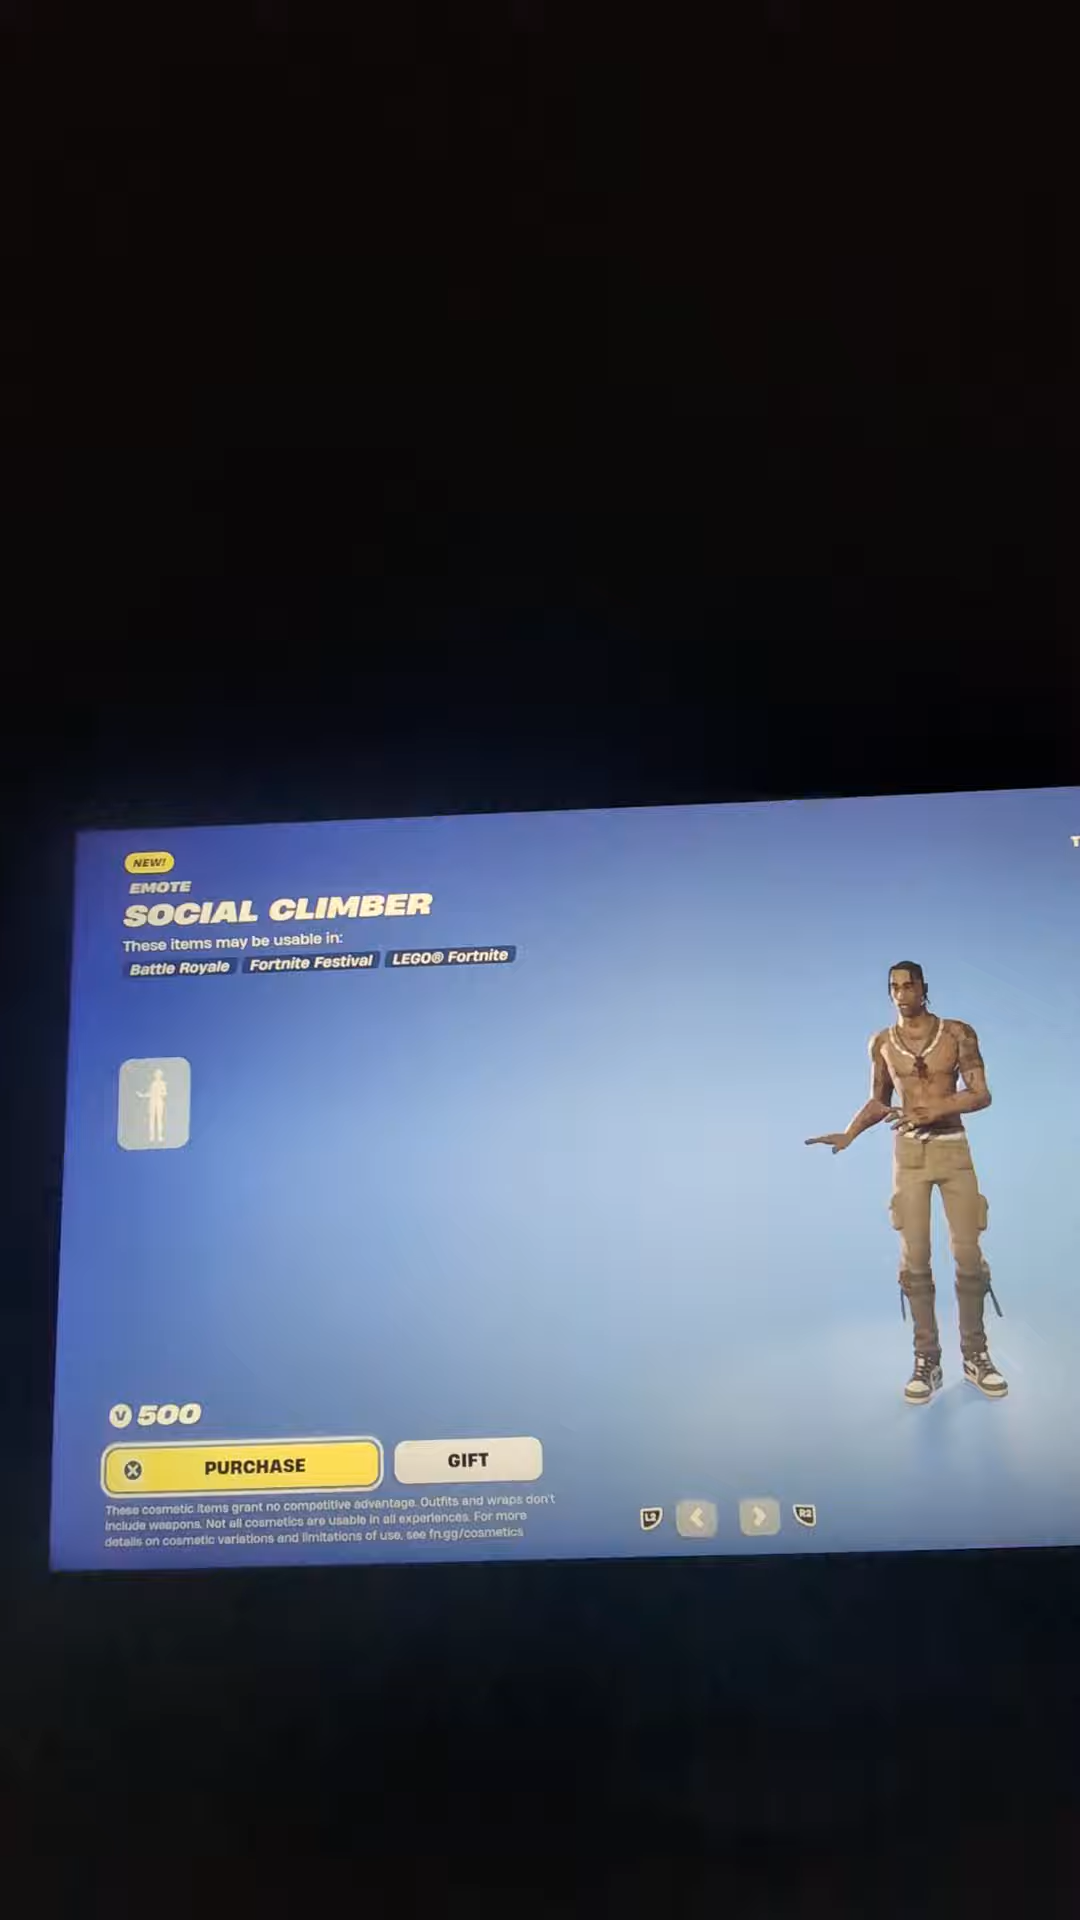 NEW!
EMOTE
SOCIAL CLIMBER
These items may be usable in:
Battle Royale Fortnite Festival LEGO® Fortnite
500
PURCHASE GIFT
These cosmetic items grant no competitive advantage. Outfits and wraps don't
include weapons. Not all cosmetics are usable in all experiences. For more
details on cosmetic variations and limitations of use, see fn.gg/cosmetics
L2 R2